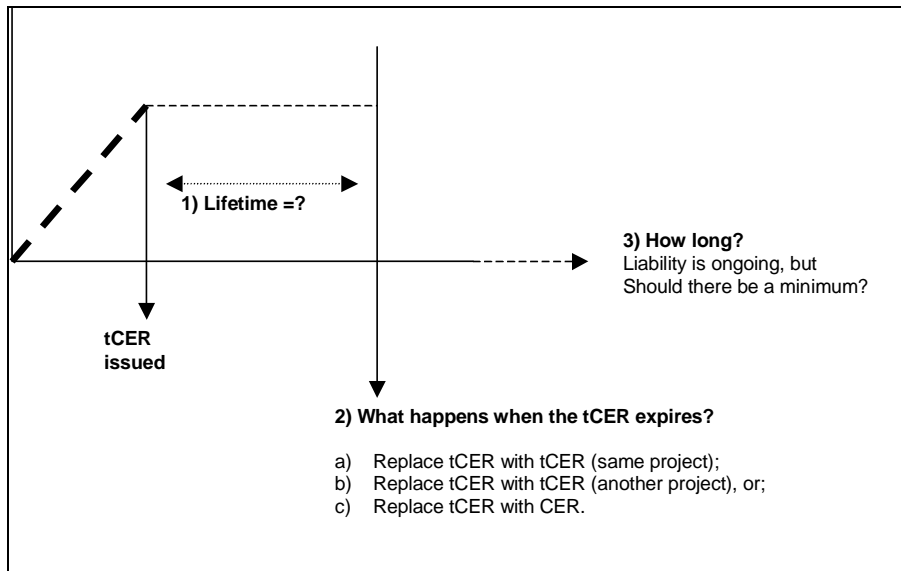 1) Lifetime =?
3) How long?
Liability is ongoing, but
Should there be a minimum?
tCER
issued
2) What happens when the tCER expires?
a) Replace tCER with tCER (same project);
b) Replace tCER with tCER (another project), or;
c) Replace tCER with CER.